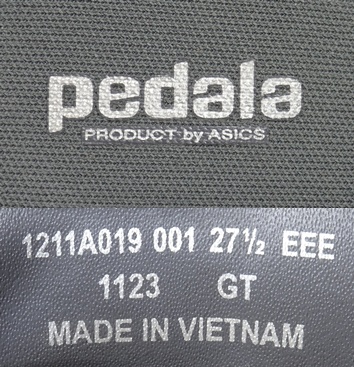 pedala
PRODUCT by ASICS
1211A019 001 27½ EEE
1123 GT
MADE IN VIETNAM